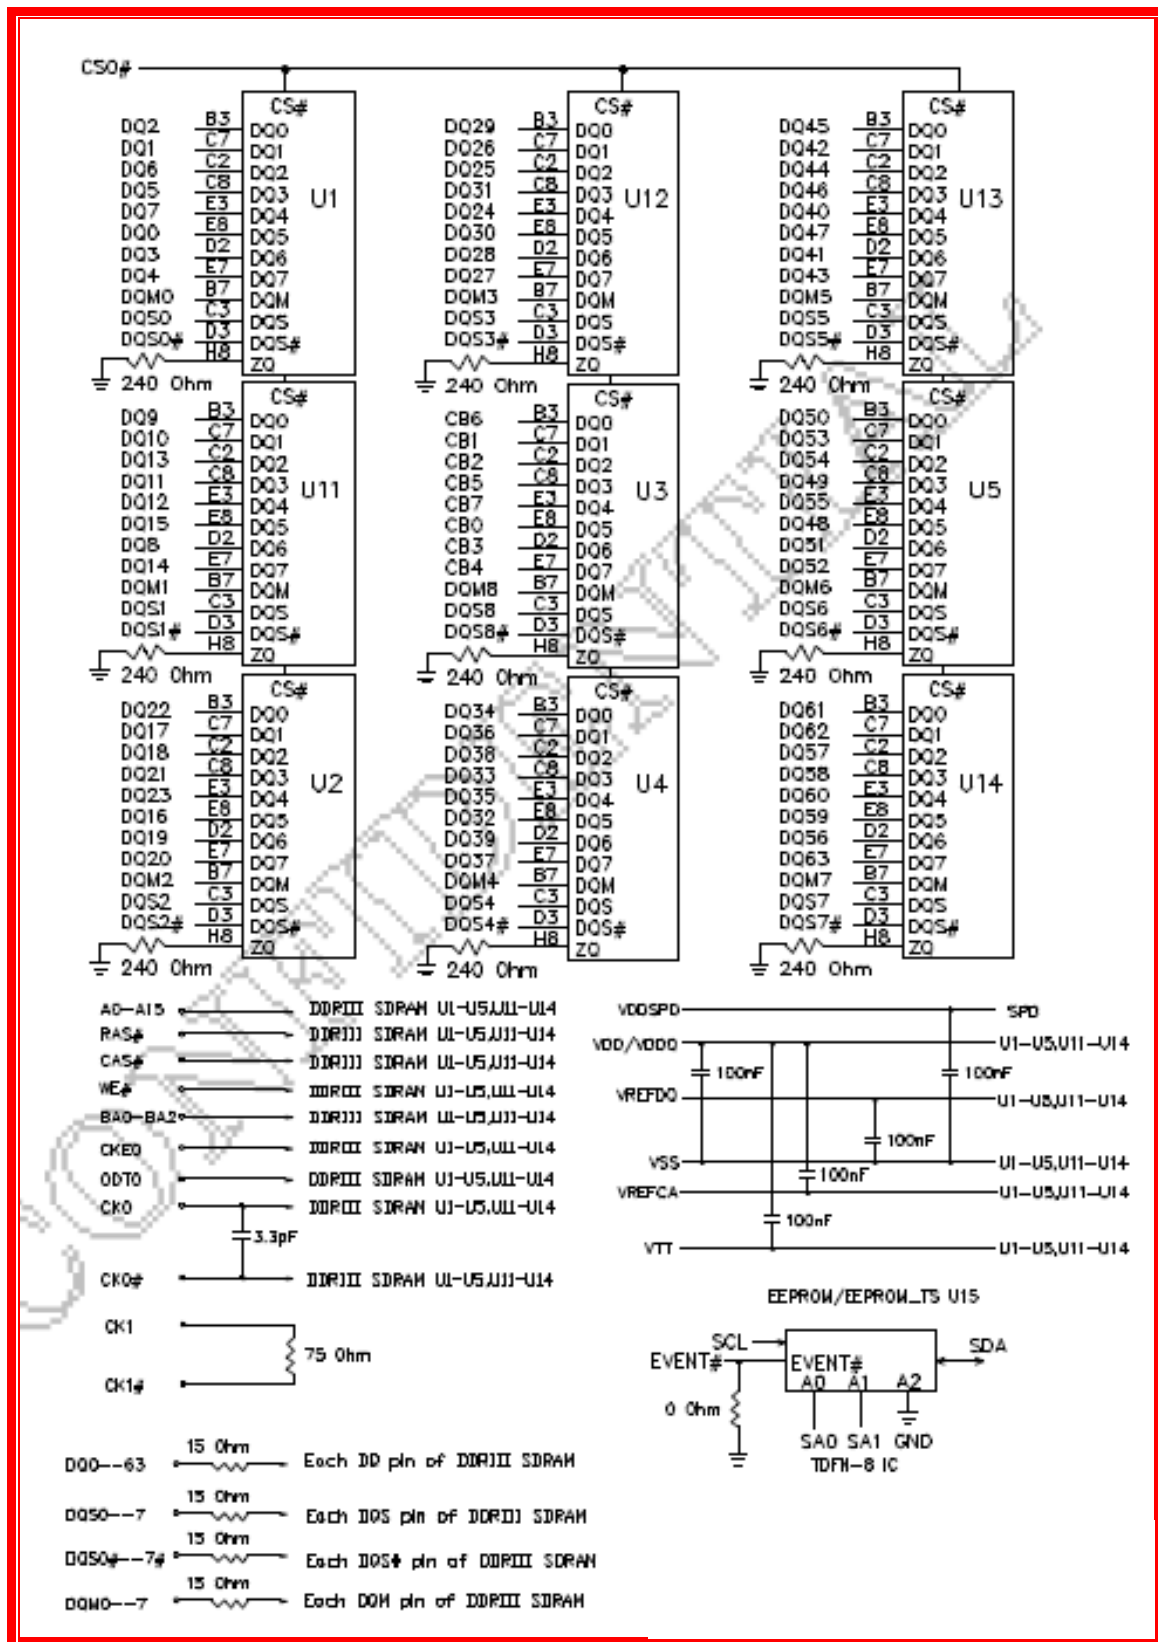 CS0#
CS#
DQ2 B3 DQ0
DQ1 C7 DQ1
DQ6 C2 DQ2
DQ5 C8 DQ3
U1
DQ7 E3 DQ4
DQ0 E8 DQ5
DQ3 D2 DQ6
DQ4 E7 DQ7
DQM0 B7 DQM
DQS0 C3 DQS
DQS0# D3 DQS#
H8 ZQ
240 Ohm
CS#
DQ29 B3 DQ0
DQ26 C7 DQ1
DQ25 C2 DQ2
DQ31 C8 DQ3
U12
DQ24 E3 DQ4
DQ30 E8 DQ5
DQ28 D2 DQ6
DQ27 E7 DQ7
DQM3 B7 DQM
DQS3 C3 DQS
DQS3# D3 DQS#
H8 ZQ
240 Ohm
CS#
DQ45 B3 DQ0
DQ42 C7 DQ1
DQ44 C2 DQ2
DQ46 C8 DQ3
U13
DQ40 E3 DQ4
DQ47 E8 DQ5
DQ41 D2 DQ6
DQ43 E7 DQ7
DQM5 B7 DQM
DQS5 C3 DQS
DQS5# D3 DQS#
H8 ZQ
240 Ohm
CS#
DQ9 B3 DQ0
DQ10 C7 DQ1
DQ13 C2 DQ2
DQ11 C8 DQ3
U11
DQ12 E3 DQ4
DQ15 E8 DQ5
DQ8 D2 DQ6
DQ14 E7 DQ7
DQM1 B7 DQM
DQS1 C3 DQS
DQS1# D3 DQS#
H8 ZQ
240 Ohm
CS#
CB6 B3 DQ0
CB1 C7 DQ1
CB2 C2 DQ2
CB5 C8 DQ3
U3
CB7 E3 DQ4
CB0 E8 DQ5
CB3 D2 DQ6
CB4 E7 DQ7
DQM8 B7 DQM
DQS8 C3 DQS
DQS8# D3 DQS#
H8 ZQ
240 Ohm
CS#
DQ50 B3 DQ0
DQ53 C7 DQ1
DQ54 C2 DQ2
DQ49 C8 DQ3
U5
DQ55 E3 DQ4
DQ48 E8 DQ5
DQ51 D2 DQ6
DQ52 E7 DQ7
DQM6 B7 DQM
DQS6 C3 DQS
DQS6# D3 DQS#
H8 ZQ
240 Ohm
CS#
DQ22 B3 DQ0
DQ17 C7 DQ1
DQ18 C2 DQ2
DQ21 C8 DQ3
U2
DQ23 E3 DQ4
DQ16 E8 DQ5
DQ19 D2 DQ6
DQ20 E7 DQ7
DQM2 B7 DQM
DQS2 C3 DQS
DQS2# D3 DQS#
H8 ZQ
240 Ohm
CS#
DQ34 B3 DQ0
DQ36 C7 DQ1
DQ38 C2 DQ2
DQ33 C8 DQ3
U4
DQ35 E3 DQ4
DQ32 E8 DQ5
DQ39 D2 DQ6
DQ37 E7 DQ7
DQM4 B7 DQM
DQS4 C3 DQS
DQS4# D3 DQS#
H8 ZQ
240 Ohm
CS#
DQ61 B3 DQ0
DQ62 C7 DQ1
DQ57 C2 DQ2
DQ58 C8 DQ3
U14
DQ60 E3 DQ4
DQ59 E8 DQ5
DQ56 D2 DQ6
DQ63 E7 DQ7
DQM7 B7 DQM
DQS7 C3 DQS
DQS7# D3 DQS#
H8 ZQ
240 Ohm
A0-A15 DDRIII SDRAM U1-U5,U11-U14
RAS# DDRIII SDRAM U1-U5,U11-U14
CAS# DDRIII SDRAM U1-U5,U11-U14
WE# DDRIII SDRAM U1-U5,U11-U14
BA0-BA2 DDRIII SDRAM U1-U5,U11-U14
CKE0 DDRIII SDRAM U1-U5,U11-U14
ODT0 DDRIII SDRAM U1-U5,U11-U14
CK0 DDRIII SDRAM U1-U5,U11-U14
3.3pF
CK0# DDRIII SDRAM U1-U5,U11-U14
CK1
75 Ohm
CK1#
VDDSPD SPD
VDD/VDDQ U1-U5,U11-U14
100nF 100nF
VREFDQ U1-U5,U11-U14
100nF
VSS U1-U5,U11-U14
100nF
VREFCA U1-U5,U11-U14
100nF
VTT U1-U5,U11-U14
EEPROM/EEPROM_TS U15
SCL SDA
EVENT# EVENT#
A0 A1 A2
0 Ohm
SA0 SA1 GND
TDFN-8 IC
15 Ohm
DQ0--63 Each DD pin of DDRIII SDRAM
15 Ohm
DQS0--7 Each DQS pin of DDRIII SDRAM
15 Ohm
DQS0#--7# Each DQS# pin of DDRIII SDRAM
15 Ohm
DQM0--7 Each DQM pin of DDRIII SDRAM
CONFIDENTIAL